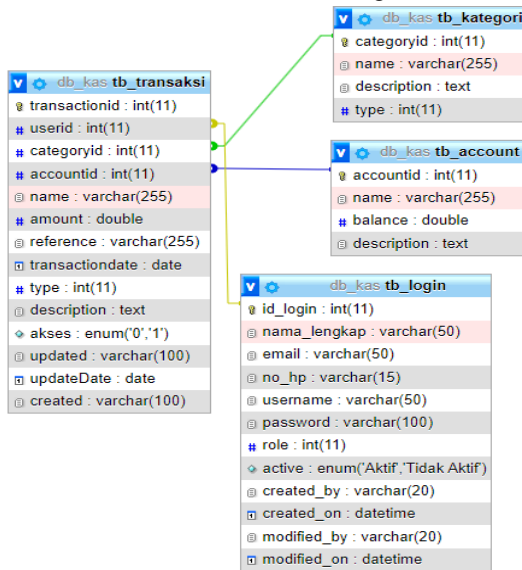 db_kas tb_transaksi
transactionid : int(11)
userid : int(11)
categoryid : int(11)
accountid : int(11)
name : varchar(255)
amount : double
reference : varchar(255)
transactiondate : date
type : int(11)
description : text
akses : enum('0','1')
updated : varchar(100)
updateDate : date
created : varchar(100)
db_kas tb_kategori
categoryid : int(11)
name : varchar(255)
description : text
type : int(11)
db_kas tb_account
accountid : int(11)
name : varchar(255)
balance : double
description : text
db_kas tb_login
id_login : int(11)
nama_lengkap : varchar(50)
email : varchar(50)
no_hp : varchar(15)
username : varchar(50)
password : varchar(100)
role : int(11)
active : enum('Aktif','Tidak Aktif')
created_by : varchar(20)
created_on : datetime
modified_by : varchar(20)
modified_on : datetime